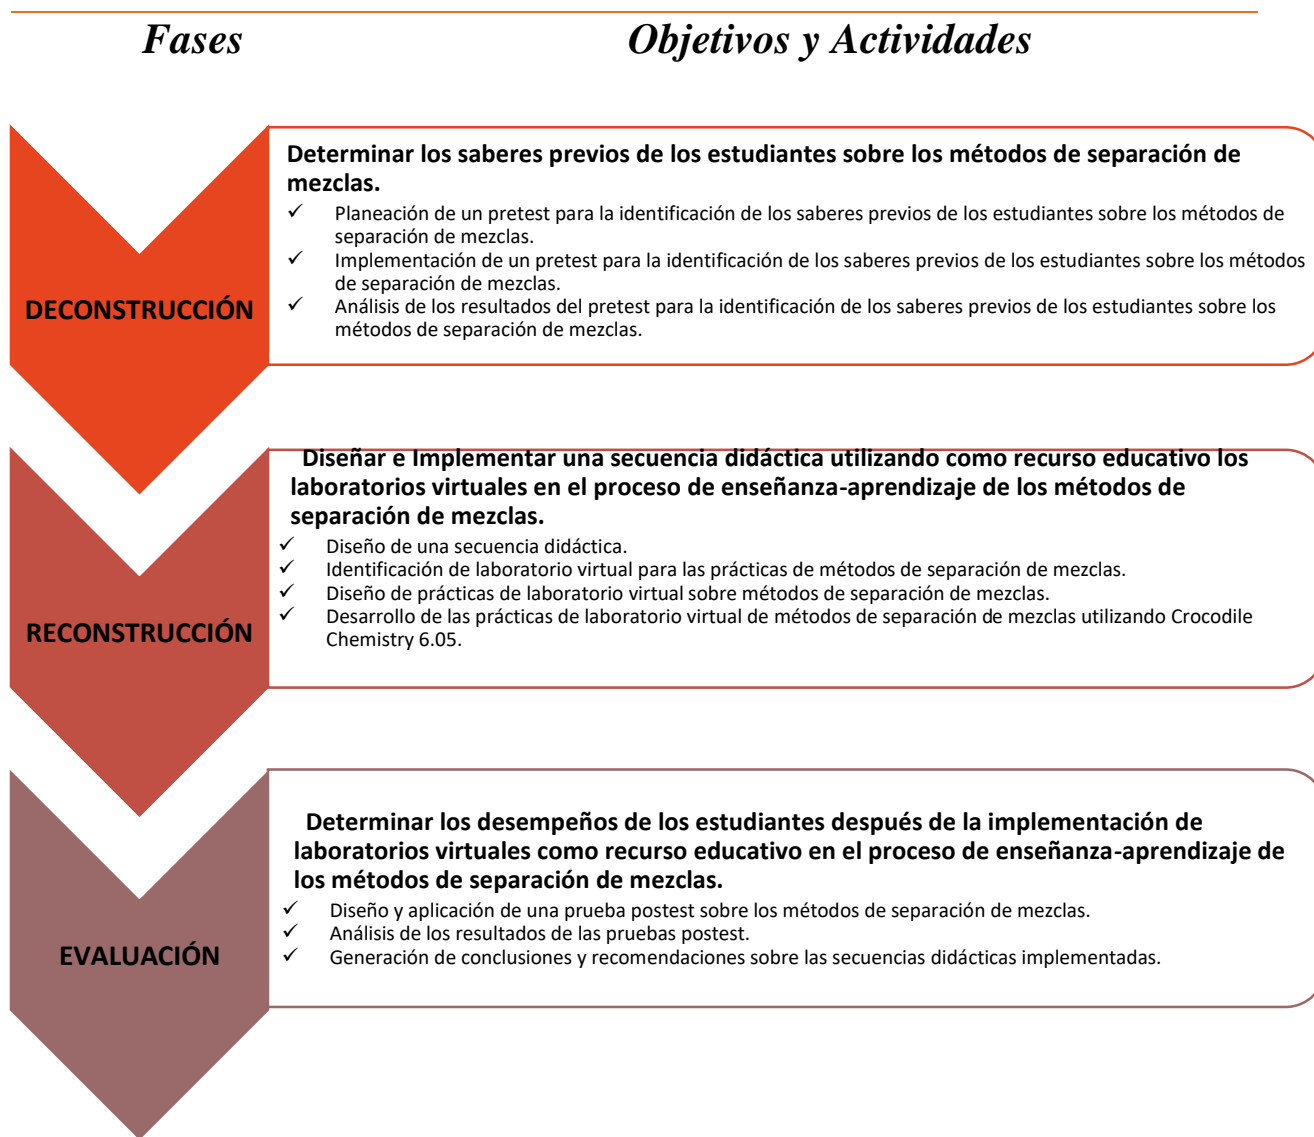 Fases
Objetivos y Actividades
DECONSTRUCCIÓN
Determinar los saberes previos de los estudiantes sobre los métodos de separación de
mezclas.
✓ Planeación de un pretest para la identificación de los saberes previos de los estudiantes sobre los métodos de
separación de mezclas.
✓ Implementación de un pretest para la identificación de los saberes previos de los estudiantes sobre los métodos
de separación de mezclas.
✓ Análisis de los resultados del pretest para la identificación de los saberes previos de los estudiantes sobre los
métodos de separación de mezclas.
RECONSTRUCCIÓN
Diseñar e Implementar una secuencia didáctica utilizando como recurso educativo los
laboratorios virtuales en el proceso de enseñanza-aprendizaje de los métodos de
separación de mezclas.
✓ Diseño de una secuencia didáctica.
✓ Identificación de laboratorio virtual para las prácticas de métodos de separación de mezclas.
✓ Diseño de prácticas de laboratorio virtual sobre métodos de separación de mezclas.
✓ Desarrollo de las prácticas de laboratorio virtual de métodos de separación de mezclas utilizando Crocodile
Chemistry 6.05.
EVALUACIÓN
Determinar los desempeños de los estudiantes después de la implementación de
laboratorios virtuales como recurso educativo en el proceso de enseñanza-aprendizaje de
los métodos de separación de mezclas.
✓ Diseño y aplicación de una prueba postest sobre los métodos de separación de mezclas.
✓ Análisis de los resultados de las pruebas postest.
✓ Generación de conclusiones y recomendaciones sobre las secuencias didácticas implementadas.